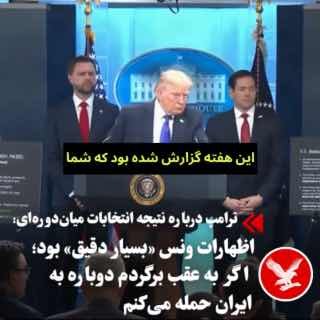 این هفته گزارش شده بود که شما
ترامپ درباره نتیجه انتخابات میان‌دوره‌ای:
اظهارات ونس «بسیار دقیق» بود؛
اگر به عقب برگردم دوباره به
ایران حمله می‌کنم